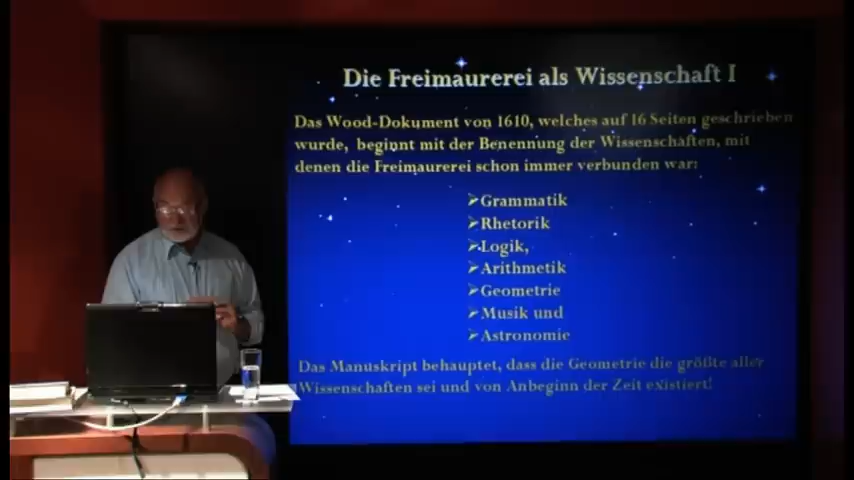 Die Freimaurerei als Wissenschaft I
Das Wood-Dokument von 1610, welches auf 16 Seiten geschrieben
wurde, beginnt mit der Benennung der Wissenschaften, mit
denen die Freimaurerei schon immer verbunden war:
➢Grammatik
➢Rhetorik
➢Logik,
➢Arithmetik
➢Geometrie
➢Musik und
➢Astronomie
Das Manuskript behauptet, dass die Geometrie die größte aller
Wissenschaften sei und von Anbeginn der Zeit existiert!